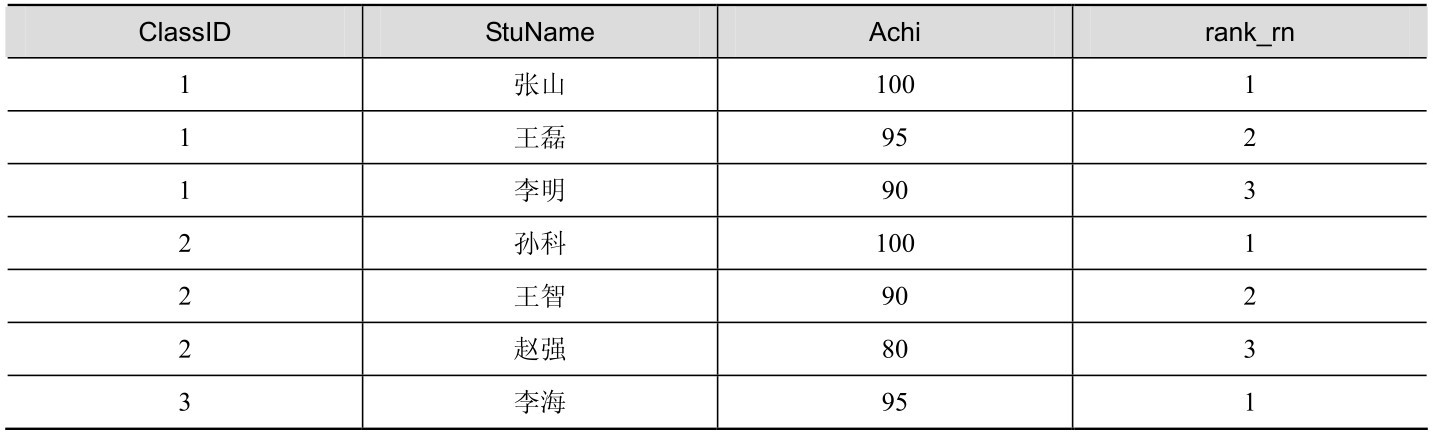 ClassID StuName Achi rank_rn
1 张山 100 1
1 王磊 95 2
1 李明 90 3
2 孙科 100 1
2 王智 90 2
2 赵强 80 3
3 李海 95 1